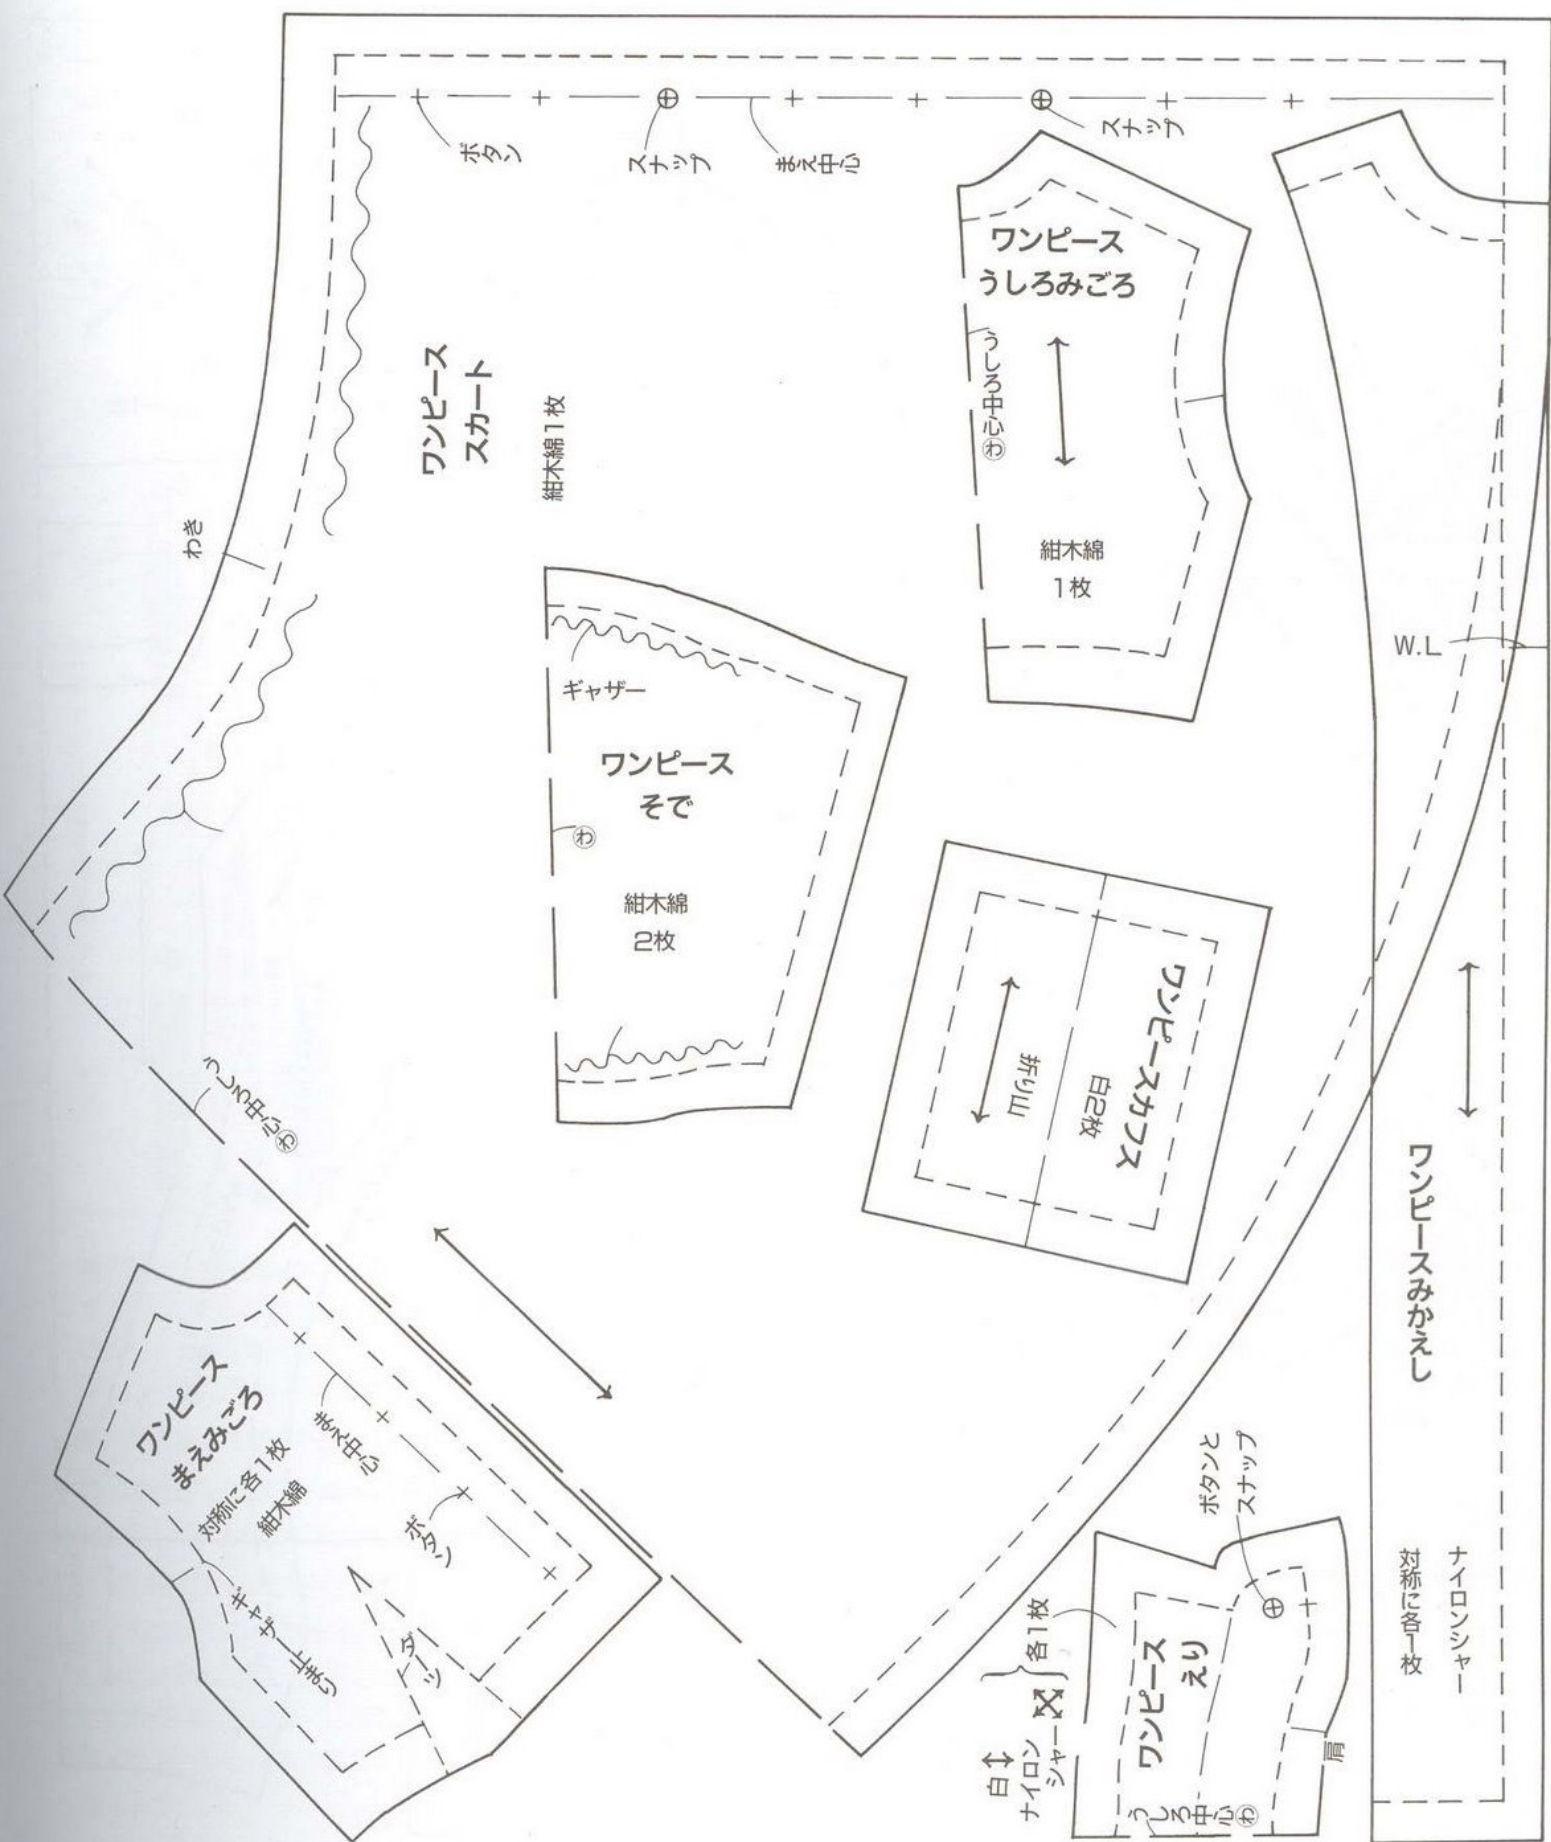 ボタン
スナップ
まえ中心
スナップ
ワンピース
うしろみごろ
うしろ中心わ
紺木綿
1枚
ワンピース
スカート
紺木綿1枚
わき
ギャザー
ワンピース
そで
わ
紺木綿
2枚
W.L
ワンピースカフス
白2枚
折り山
うしろ中心わ
ワンピースみかえし
ナイロンシャー
対称に各1枚
ワンピース
まえみごろ
対称に各1枚
紺木綿
まえ中心
ボタン
ギャザー止まり
ダーツ
ボタンと
スナップ
ワンピース
えり
各1枚
白
ナイロン
シャー
肩
うしろ中心わ